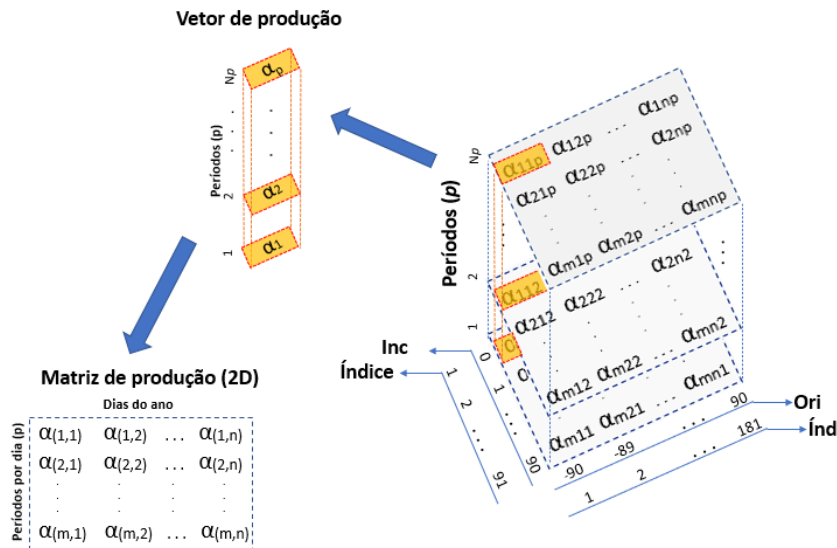 Vetor de produção
Períodos (p)
Np
αp
2
α2
1
α1
Períodos (p)
Np
α11p α12p ... α1np
α21p α22p ... α2np
αm1p αm2p ... αmnp
2
α112
α212 α222 ... α2n2
αm12 αm22 ... αmn2
1
αm11 αm21 ... αmn1
Inc
0 1 ... 90
Índice
1 2 ... 91
-90 -89 ... 90
Ori
1 2 ... 181
Índ
Matriz de produção (2D)
Dias do ano
Períodos por dia (p)
α(1,1) α(1,2) ... α(1,n)
α(2,1) α(2,2) ... α(2,n)
α(m,1) α(m,2) ... α(m,n)